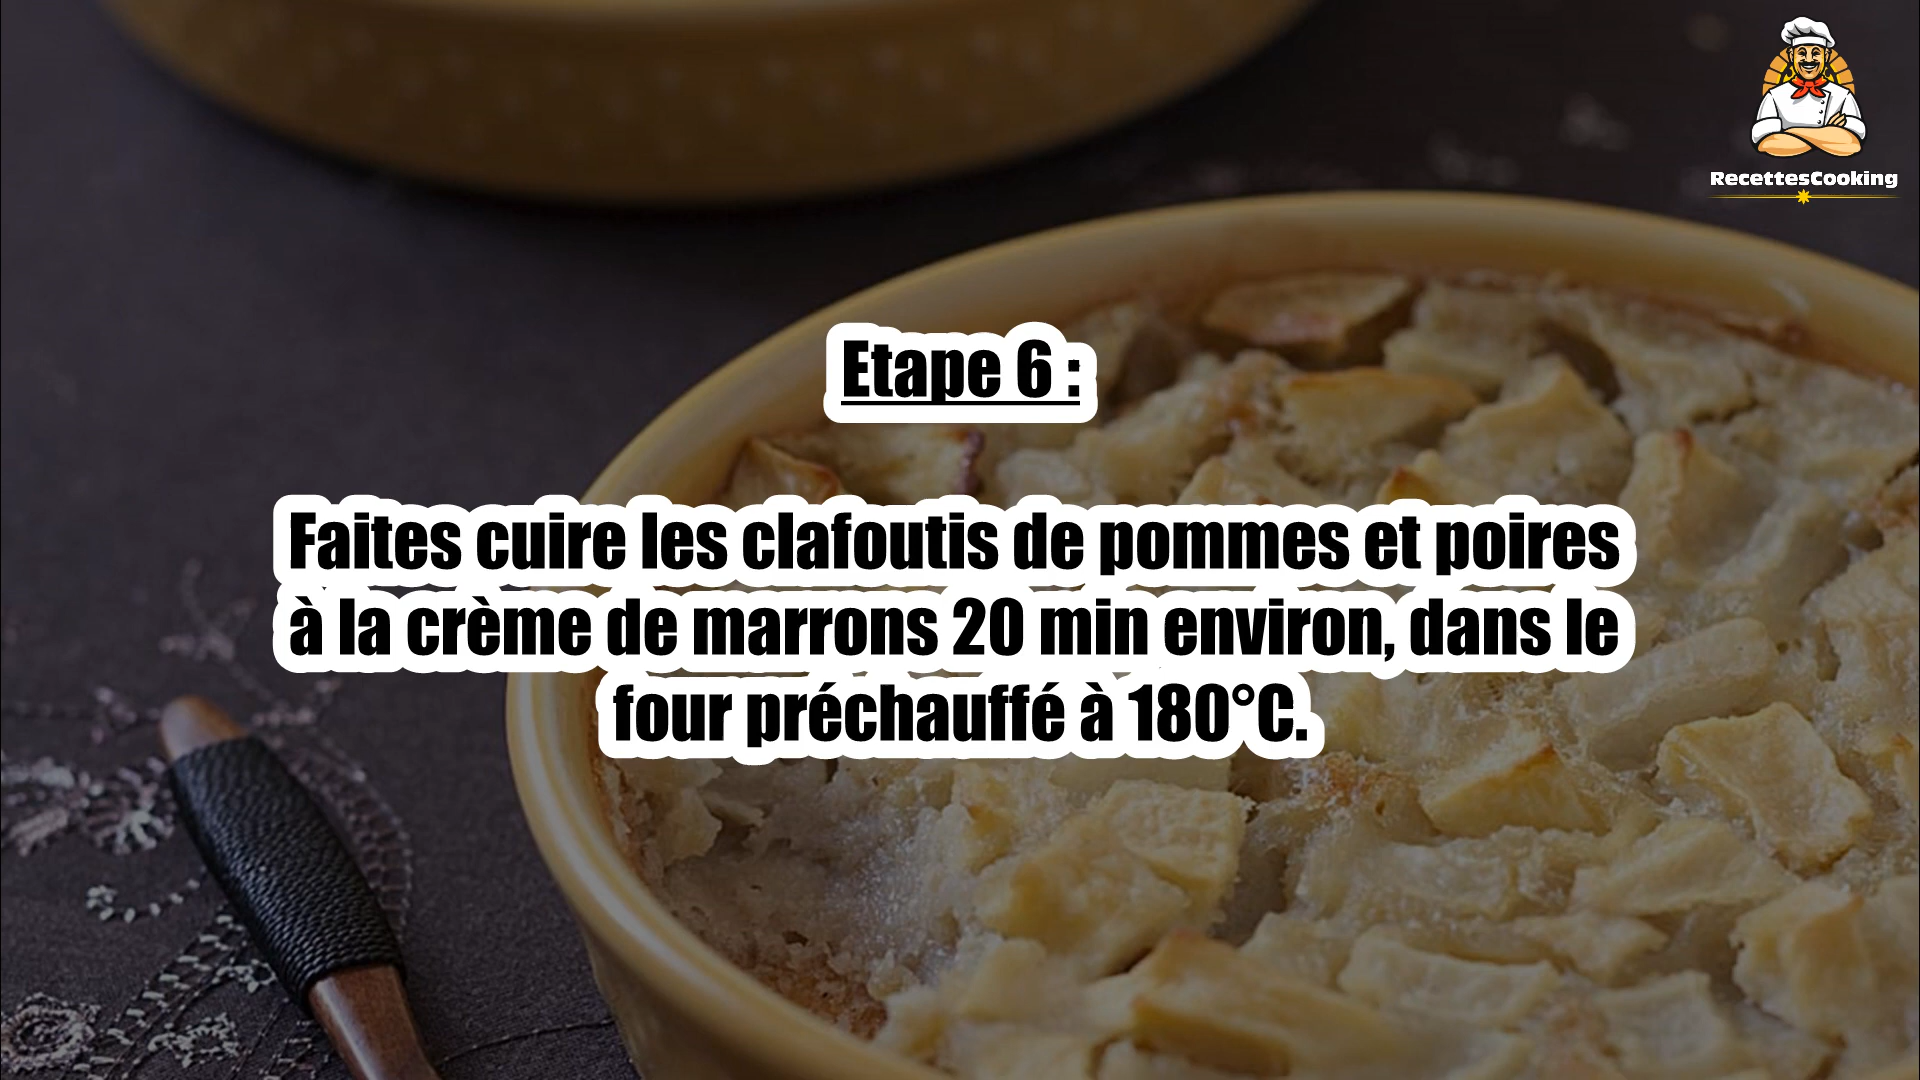 RecettesCooking
Etape 6 :
Faites cuire les clafoutis de pommes et poires
à la crème de marrons 20 min environ, dans le
four préchauffé à 180°C.